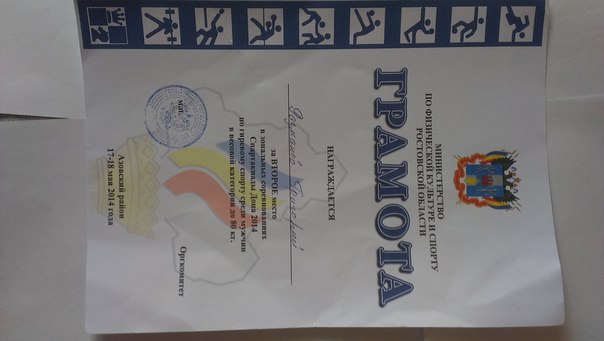 МИНИСТЕРСТВО
ПО ФИЗИЧЕСКОЙ КУЛЬТУРЕ И СПОРТУ
РОСТОВСКОЙ ОБЛАСТИ
ГРАМОТА
НАГРАЖДАЕТСЯ
за ВТОРОЕ место
в зональных соревнованиях
Спартакиады Дона 2014
по гиревому спорту среди мужчин
в весовой категории до 80 кг.
Оргкомитет
М.П.
Азовский район
17-18 мая 2014 года